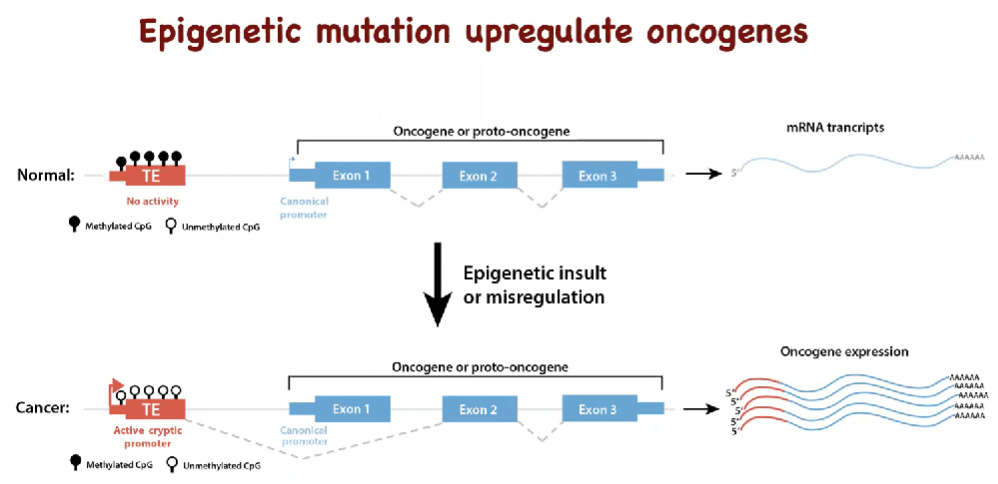 Epigenetic mutation upregulate oncogenes
Oncogene or proto-oncogene
mRNA trancripts
Normal:
TE
Exon 1
Exon 2
Exon 3
5'
AAAAAA
No activity
Canonical
promoter
Methylated CpG
Unmethylated CpG
Epigenetic insult
or misregulation
Oncogene or proto-oncogene
Oncogene expression
Cancer:
TE
Exon 1
Exon 2
Exon 3
5'
5'
5'
5'
5'
AAAAAA
AAAAAA
AAAAAA
AAAAAA
AAAAAA
Active cryptic
promoter
Canonical
promoter
Methylated CpG
Unmethylated CpG